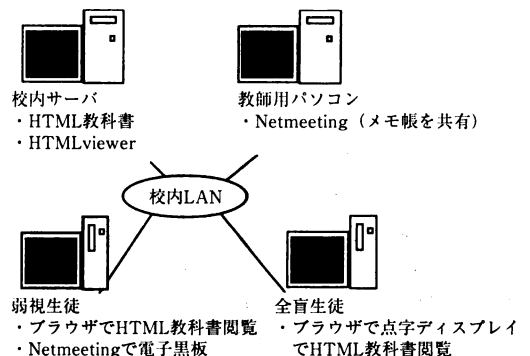 校内サーバ
・HTML教科書
・HTMLviewer
教師用パソコン
・Netmeeting（メモ帳を共有）
校内LAN
弱視生徒
・ブラウザでHTML教科書閲覧
・Netmeetingで電子黒板
全盲生徒
・ブラウザで点字ディスプレイ
でHTML教科書閲覧